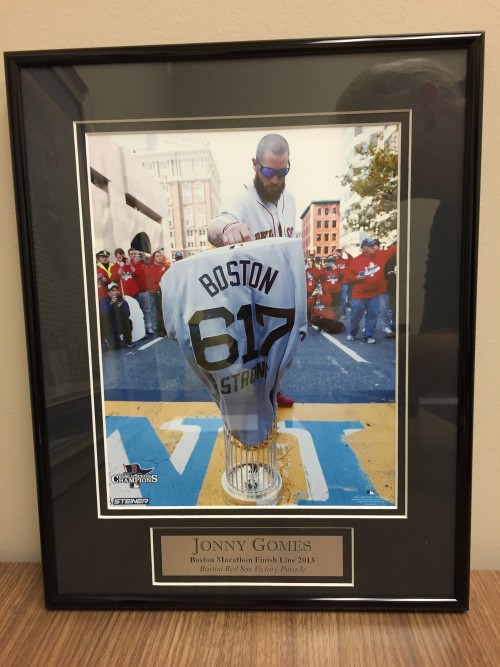 BOSTON
617
STRONG
CHAMPIONS
STEINER
JONNY GOMES
Boston Marathon Finish Line 2013
Boston Red Sox Victory Parade